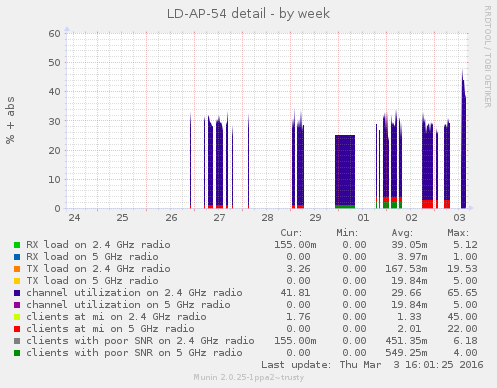 LD-AP-54 detail - by week
RRDTOOL / TOBI OETIKER
% + abs
60
50
40
30
20
10
0
24 25 26 27 28 29 01 02 03
Cur: Min: Avg: Max:
RX load on 2.4 GHz radio 155.00m 0.00 39.05m 5.12
RX load on 5 GHz radio 0.00 0.00 3.97m 1.00
TX load on 2.4 GHz radio 3.26 0.00 167.53m 19.53
TX load on 5 GHz radio 0.00 0.00 19.84m 5.00
channel utilization on 2.4 GHz radio 41.81 0.00 29.66 65.65
channel utilization on 5 GHz radio 0.00 0.00 19.84m 5.00
clients at mi on 2.4 GHz radio 1.76 0.00 1.33 45.00
clients at mi on 5 GHz radio 0.00 0.00 2.01 22.00
clients with poor SNR on 2.4 GHz radio 155.00m 0.00 451.35m 6.18
clients with poor SNR on 5 GHz radio 0.00 0.00 549.25m 4.00
Last update: Thu Mar 3 16:01:25 2016
Munin 2.0.25-1ppa2~trusty